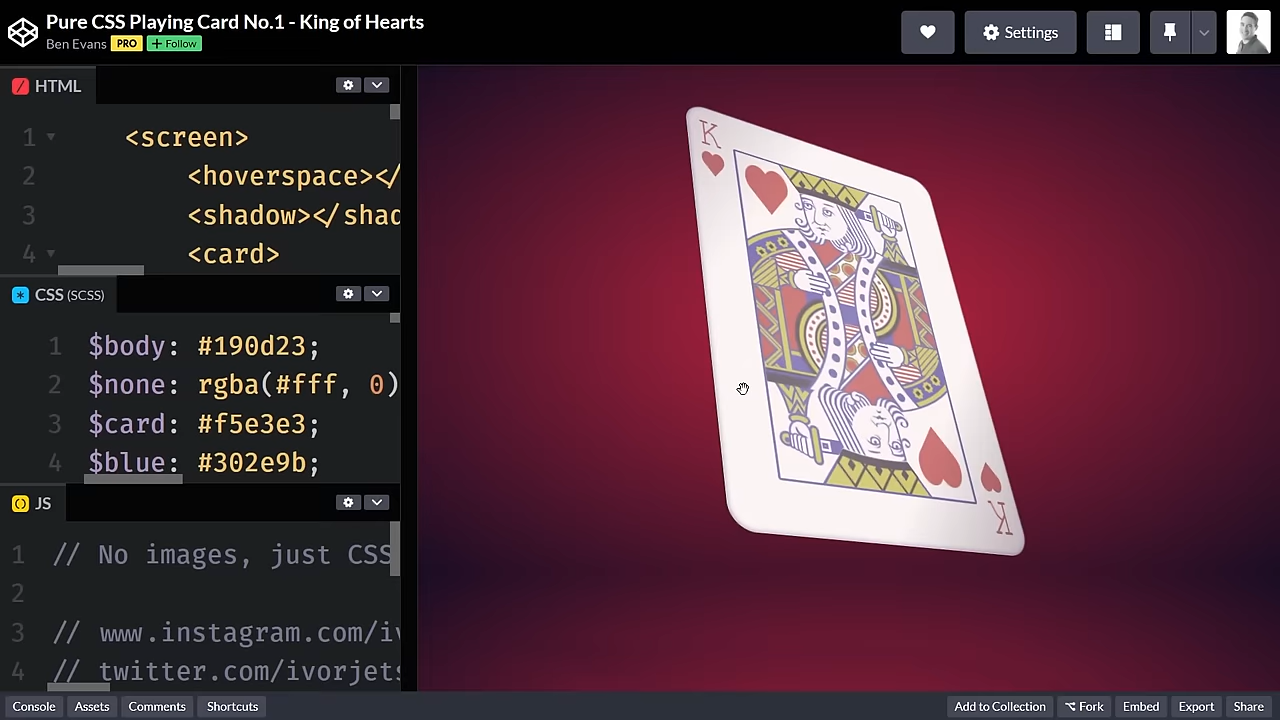 Pure CSS Playing Card No.1 - King of Hearts
Ben Evans PRO + Follow
Settings
HTML
1 <screen>
2 <hoverspace></
3 <shadow></shad
4 <card>
CSS (SCSS)
1 $body: #190d23;
2 $none: rgba(#fff, 0)
3 $card: #f5e3e3;
4 $blue: #302e9b;
JS
1 // No images, just CSS
2
3 // www.instagram.com/iv
4 // twitter.com/ivorjets
K
K
Console Assets Comments Shortcuts
Add to Collection Fork Embed Export Share